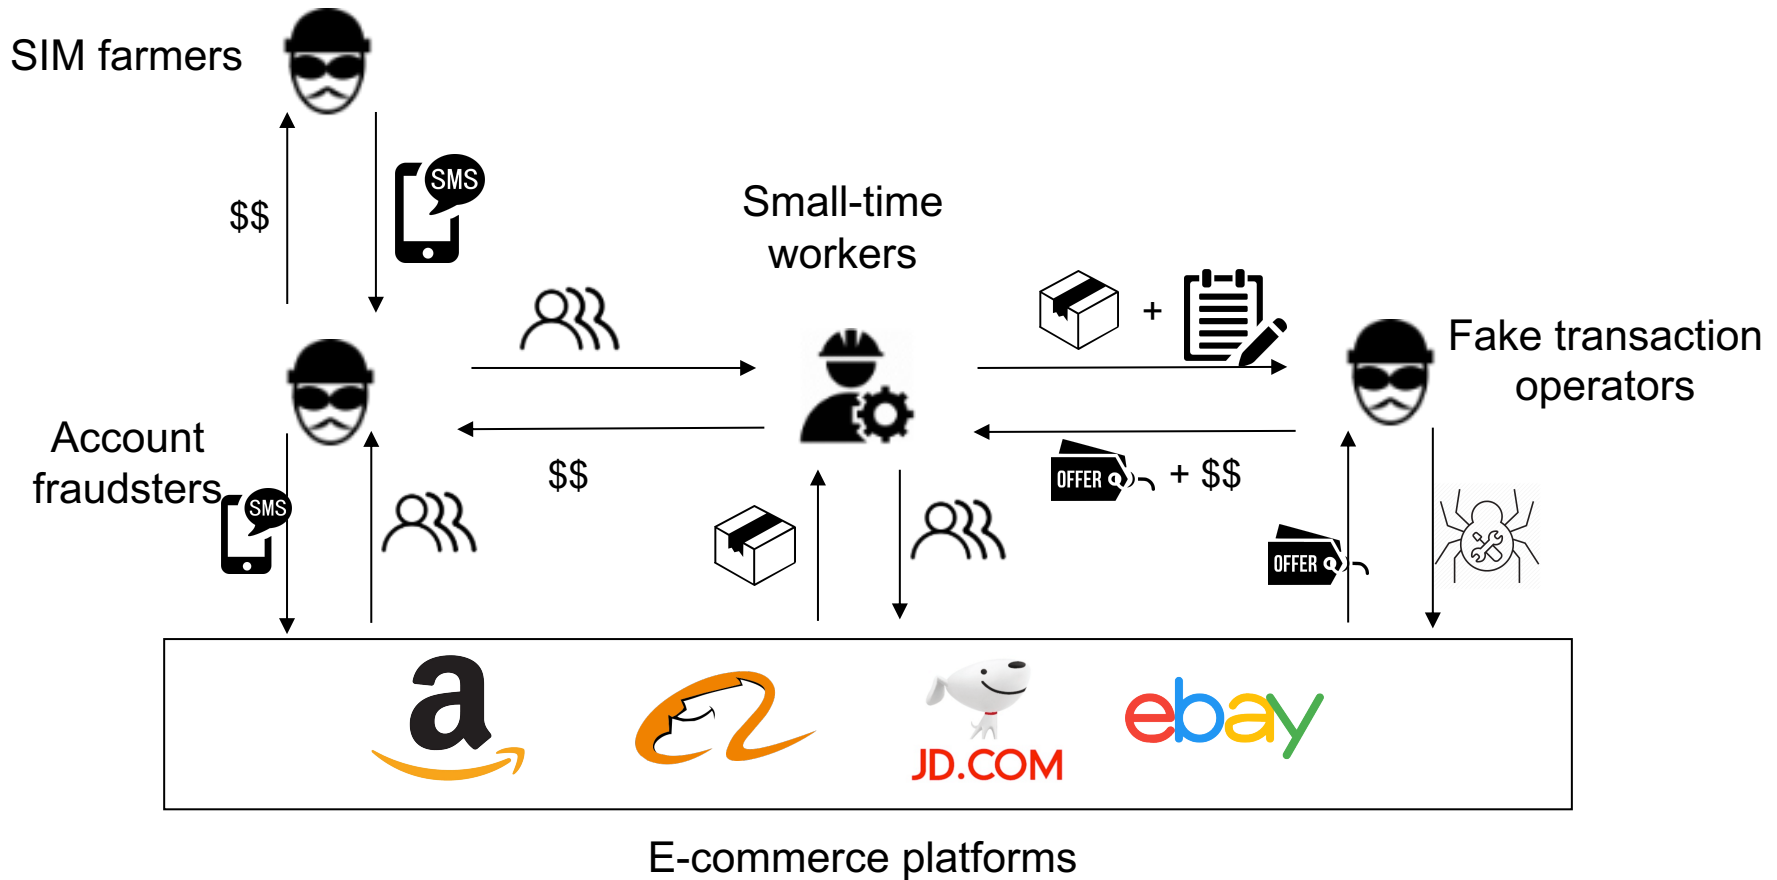 SIM farmers
SMS
$$
Small-time
workers
+
Fake transaction
operators
Account
fraudsters
SMS
$$
OFFER + $$
OFFER
a
JD.COM
ebay
E-commerce platforms